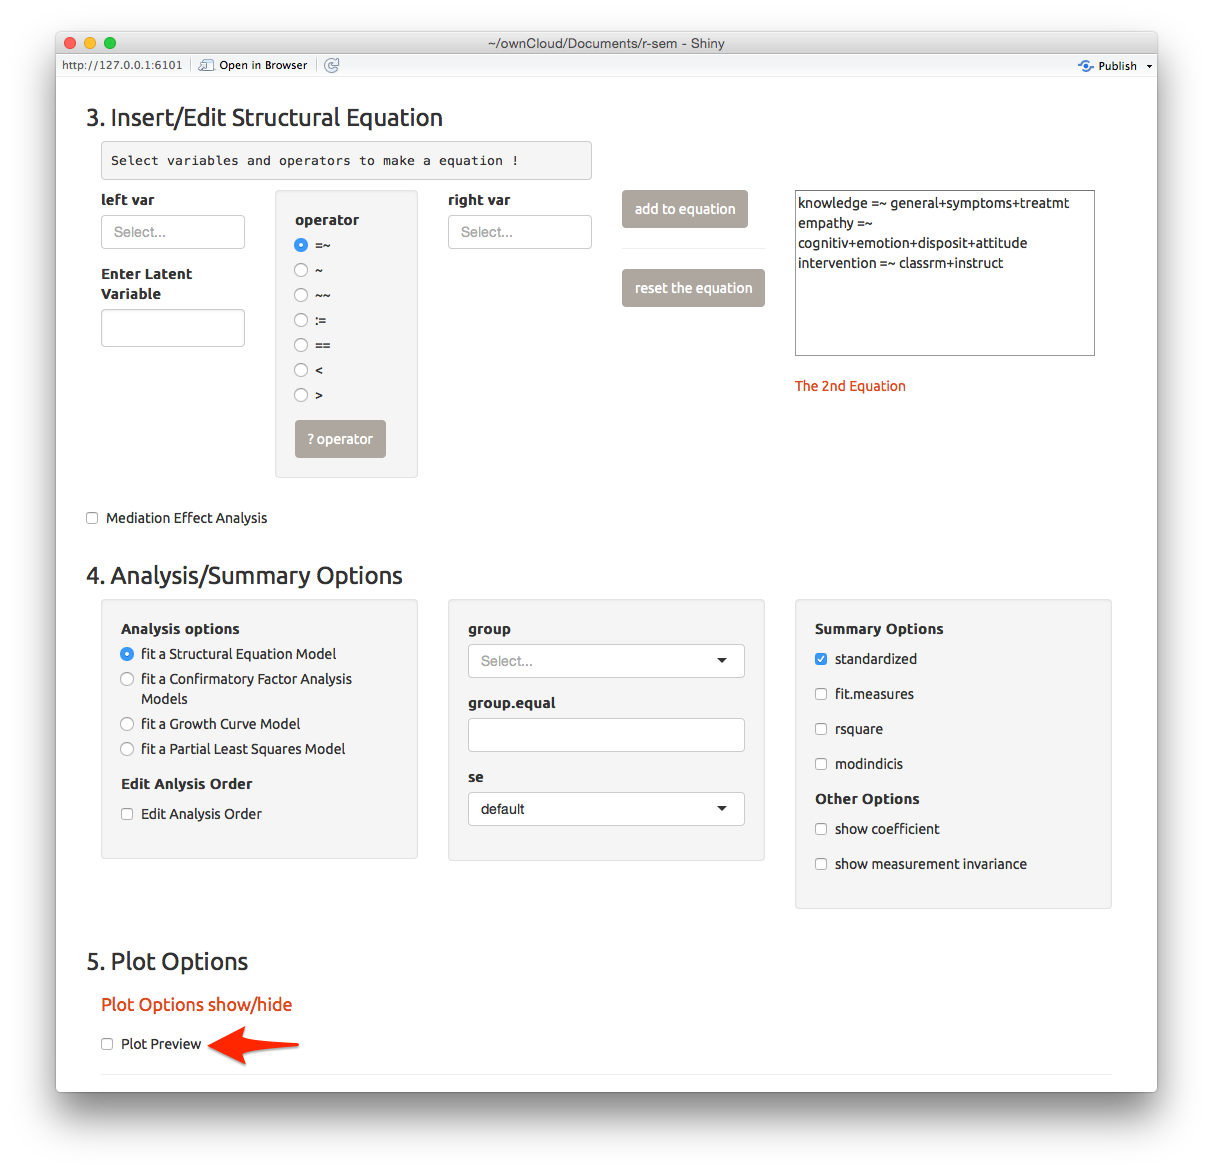 ~/ownCloud/Documents/r-sem - Shiny
http://127.0.0.1:6101
Open in Browser
Publish
3. Insert/Edit Structural Equation
Select variables and operators to make a equation !
left var
Select...
Enter Latent
Variable
operator
=~
~
~~
:=
==
<
>
? operator
right var
Select...
add to equation
reset the equation
knowledge =~ general+symptoms+treatmt
empathy =~
cognitiv+emotion+disposit+attitude
intervention =~ classrm+instruct
The 2nd Equation
Mediation Effect Analysis
4. Analysis/Summary Options
Analysis options
fit a Structural Equation Model
fit a Confirmatory Factor Analysis
Models
fit a Growth Curve Model
fit a Partial Least Squares Model
Edit Anlysis Order
Edit Analysis Order
group
Select...
group.equal
se
default
Summary Options
standardized
fit.measures
rsquare
modindicis
Other Options
show coefficient
show measurement invariance
5. Plot Options
Plot Options show/hide
Plot Preview